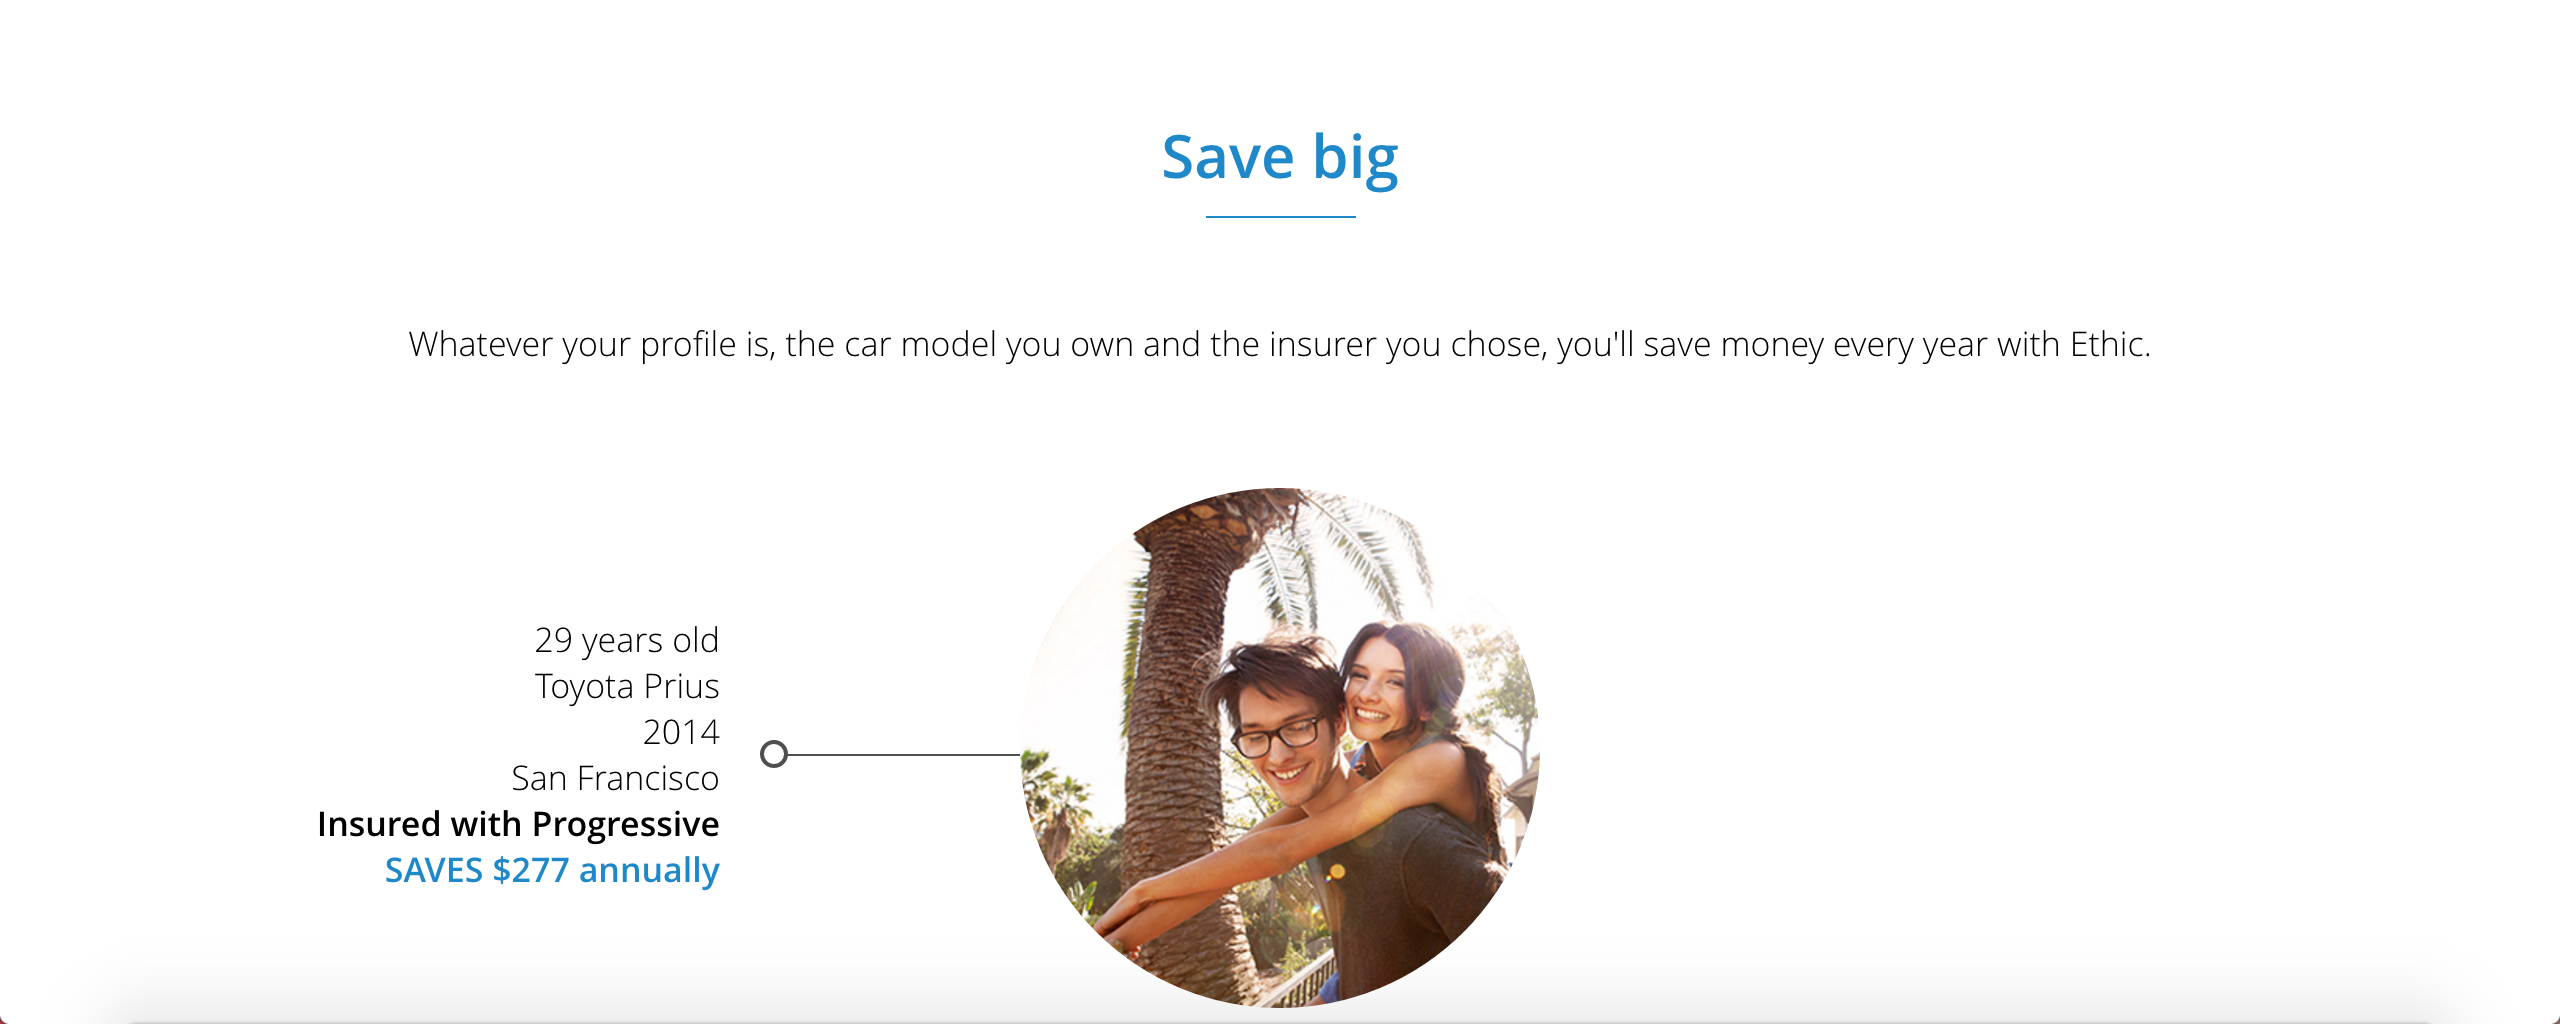 Save big
Whatever your profile is, the car model you own and the insurer you chose, you'll save money every year with Ethic.
29 years old
Toyota Prius
2014
San Francisco
Insured with Progressive
SAVES $277 annually